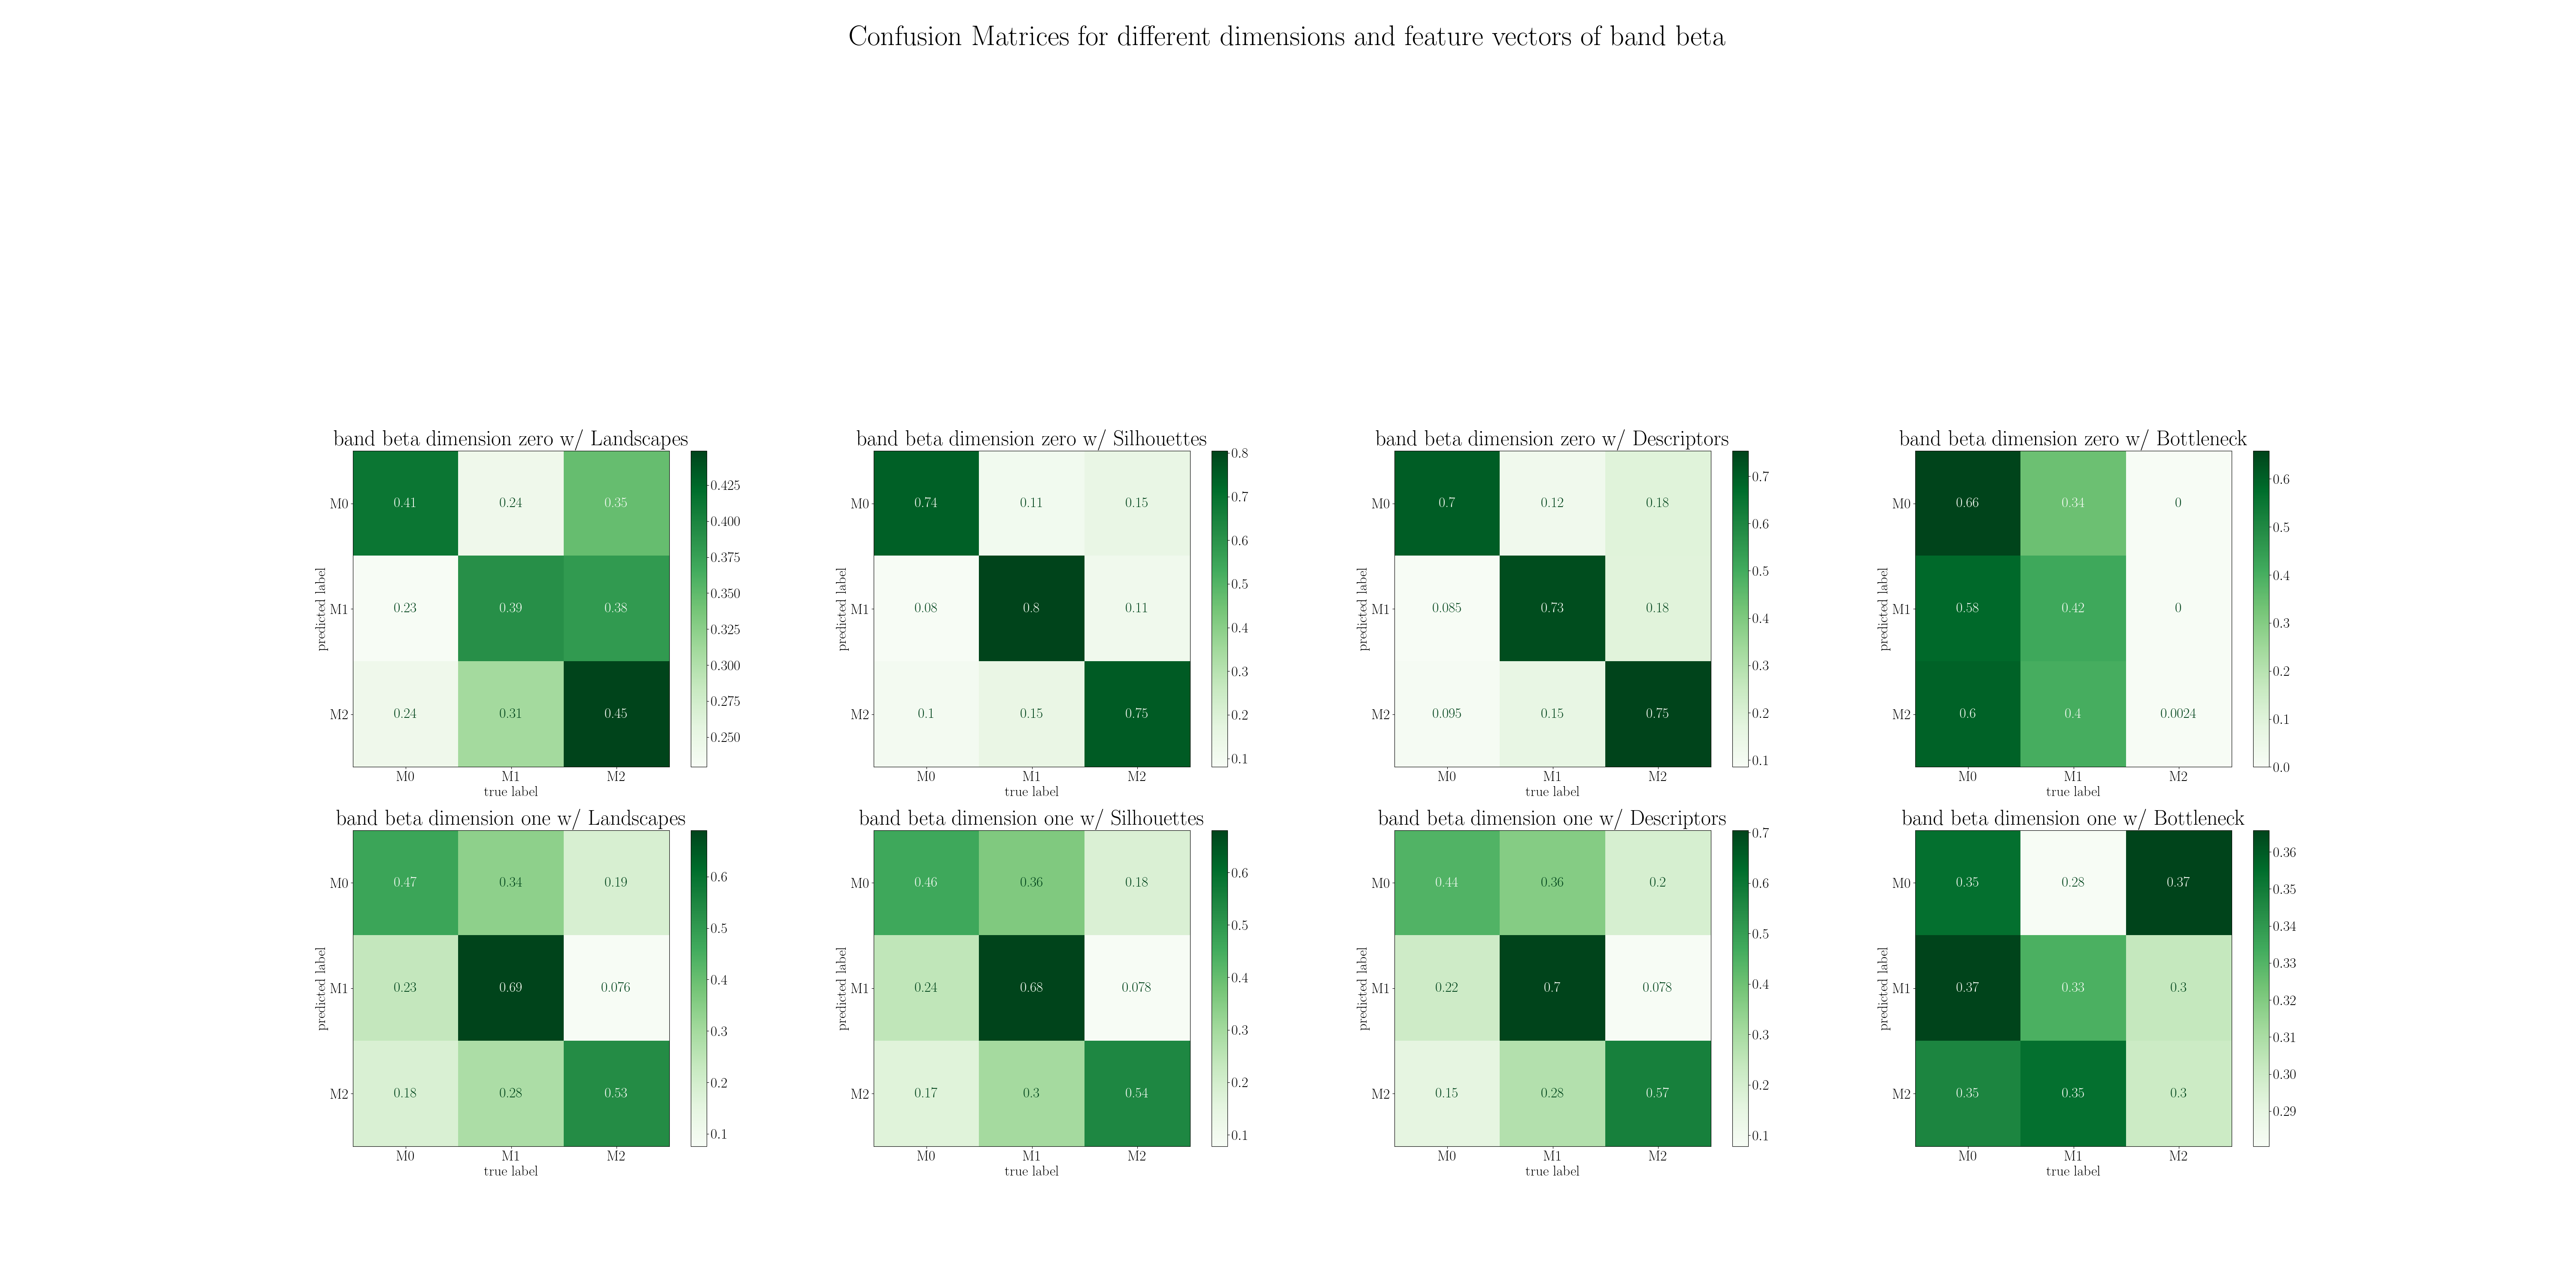 Confusion Matrices for different dimensions and feature vectors of band beta
band beta dimension zero w/ Landscapes
predicted label
M0 0.41 0.24 0.35
M1 0.23 0.39 0.38
M2 0.24 0.31 0.45
M0 M1 M2
true label
0.425
0.400
0.375
0.350
0.325
0.300
0.275
0.250
band beta dimension zero w/ Silhouettes
predicted label
M0 0.74 0.11 0.15
M1 0.08 0.8 0.11
M2 0.1 0.15 0.75
M0 M1 M2
true label
0.8
0.7
0.6
0.5
0.4
0.3
0.2
0.1
band beta dimension zero w/ Descriptors
predicted label
M0 0.7 0.12 0.18
M1 0.085 0.73 0.18
M2 0.095 0.15 0.75
M0 M1 M2
true label
0.7
0.6
0.5
0.4
0.3
0.2
0.1
band beta dimension zero w/ Bottleneck
predicted label
M0 0.66 0.34 0
M1 0.58 0.42 0
M2 0.6 0.4 0.0024
M0 M1 M2
true label
0.6
0.5
0.4
0.3
0.2
0.1
0.0
band beta dimension one w/ Landscapes
predicted label
M0 0.47 0.34 0.19
M1 0.23 0.69 0.076
M2 0.18 0.28 0.53
M0 M1 M2
true label
0.6
0.5
0.4
0.3
0.2
0.1
band beta dimension one w/ Silhouettes
predicted label
M0 0.46 0.36 0.18
M1 0.24 0.68 0.078
M2 0.17 0.3 0.54
M0 M1 M2
true label
0.6
0.5
0.4
0.3
0.2
0.1
band beta dimension one w/ Descriptors
predicted label
M0 0.44 0.36 0.2
M1 0.22 0.7 0.078
M2 0.15 0.28 0.57
M0 M1 M2
true label
0.7
0.6
0.5
0.4
0.3
0.2
0.1
band beta dimension one w/ Bottleneck
predicted label
M0 0.35 0.28 0.37
M1 0.37 0.33 0.3
M2 0.35 0.35 0.3
M0 M1 M2
true label
0.36
0.35
0.34
0.33
0.32
0.31
0.30
0.29